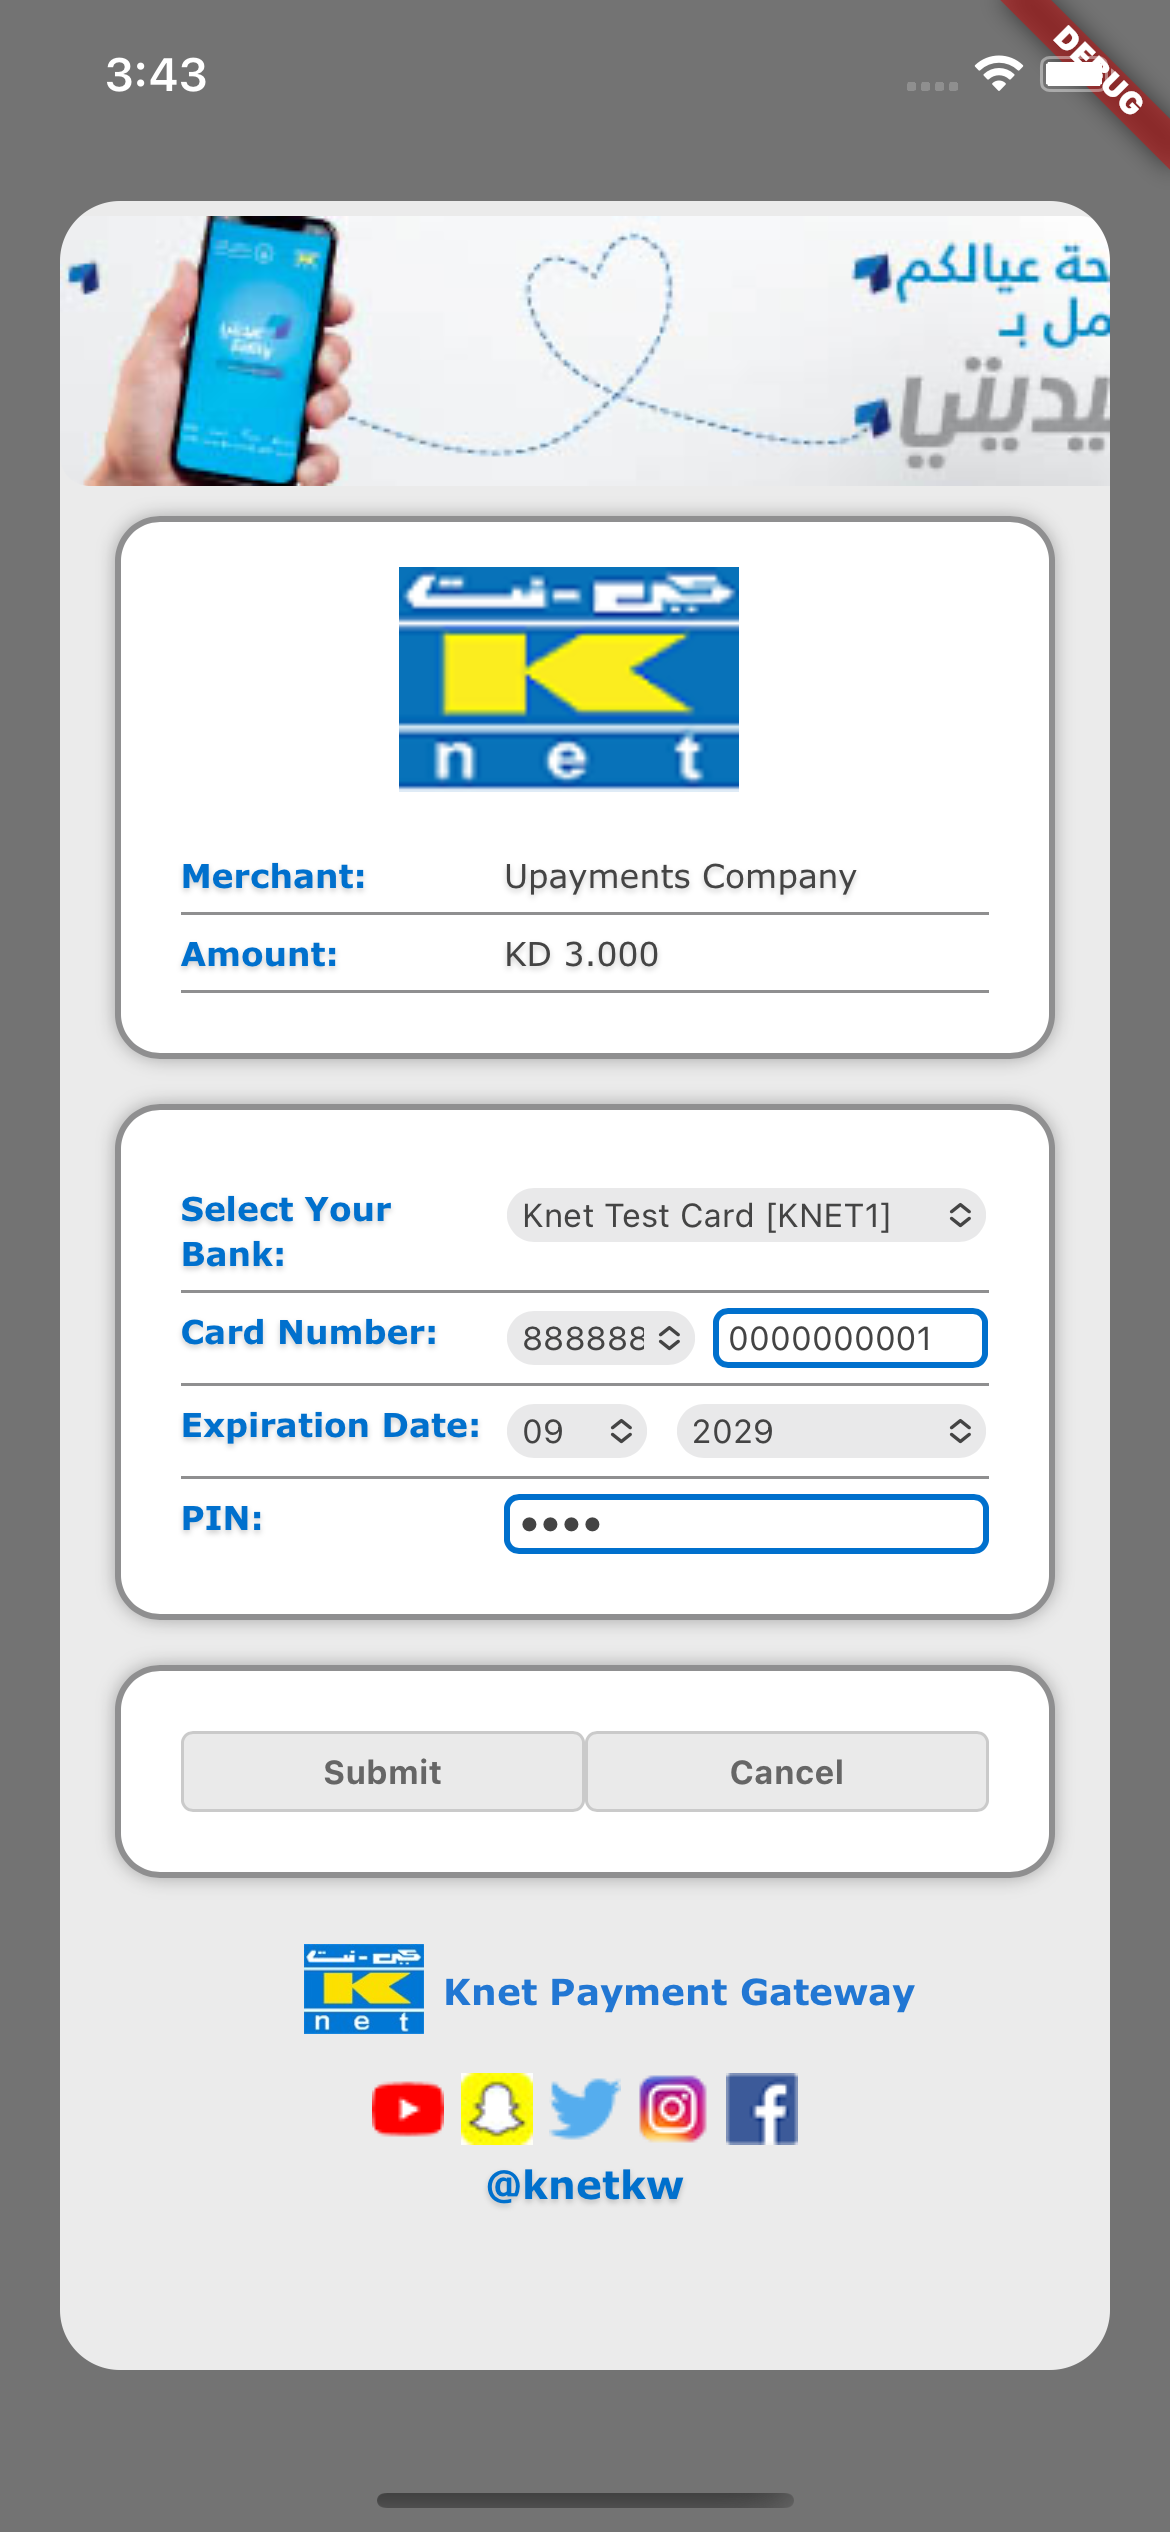 3:43
DEBUG
حة عيالكم
مل بـ
يديتي
كي-نت
K
n e t
Merchant: Upayments Company
Amount: KD 3.000
Select Your Bank: Knet Test Card [KNET1]
Card Number: 888888 0000000001
Expiration Date: 09 2029
PIN: ••••
Submit Cancel
كي-نت
K
n e t
Knet Payment Gateway
@knetkw